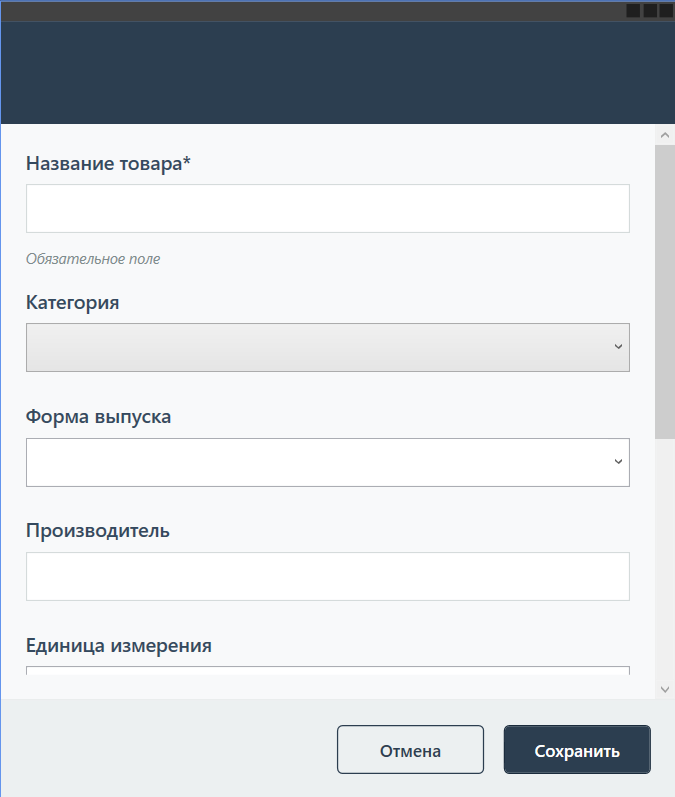 Название товара*
Обязательное поле
Категория
Форма выпуска
Производитель
Единица измерения
Отмена
Сохранить